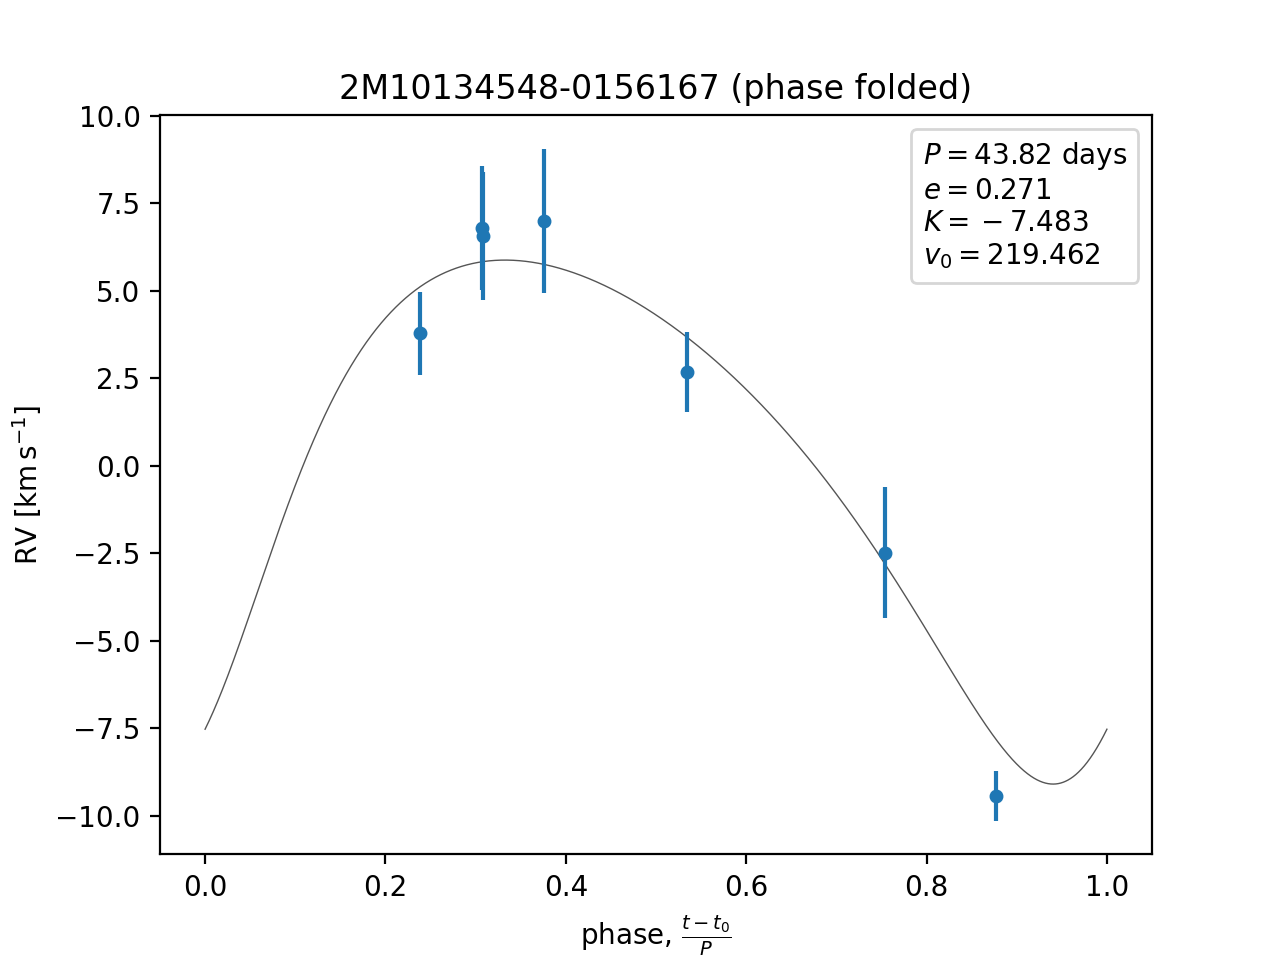 2M10134548-0156167 (phase folded)
P = 43.82 days
e = 0.271
K = −7.483
v₀ = 219.462
RV [km s⁻¹]
10.0
7.5
5.0
2.5
0.0
−2.5
−5.0
−7.5
−10.0
0.0 0.2 0.4 0.6 0.8 1.0
phase, (t − t₀)/P